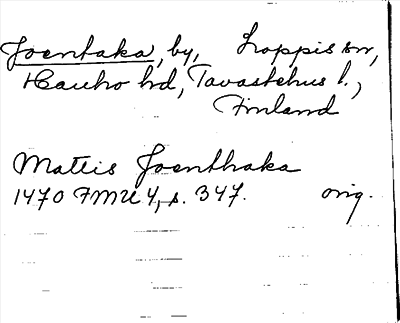 Joentaka, by, Loppis sn,
Hauho hd, Tavastehus l.,
Finland
Mattis Joenthaka
1470 FMU 4, s. 347. orig.